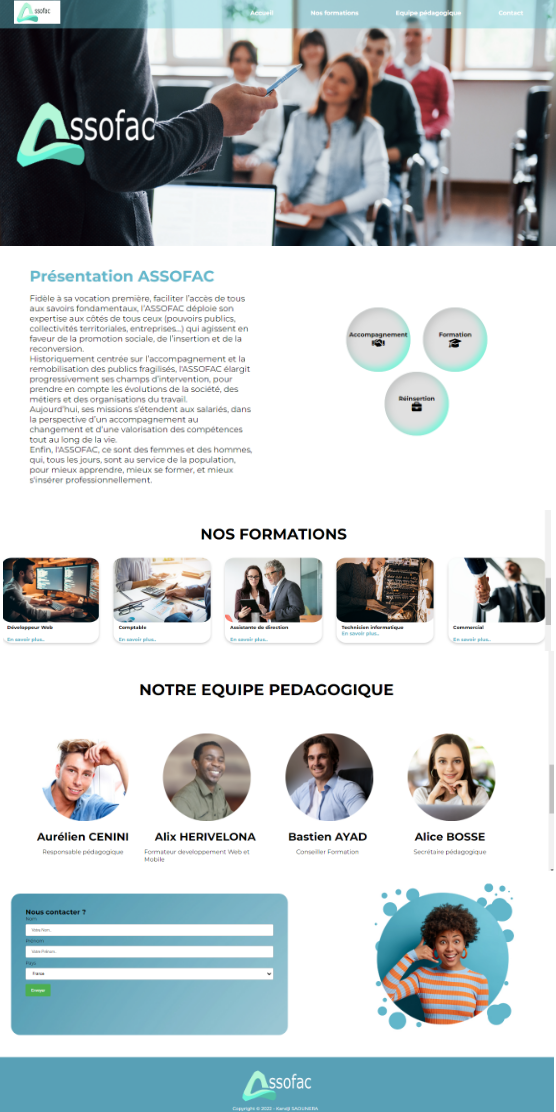 Assofac
Accueil Nos formations Equipe pédagogique Contact
Assofac
Présentation ASSOFAC
Fidèle à sa vocation première, faciliter l'accès de tous
aux savoirs fondamentaux, l'ASSOFAC déploie son
expertise aux côtés de tous ceux (pouvoirs publics,
collectivités territoriales, entreprises...) qui agissent en
faveur de la promotion sociale, de l'insertion et de la
reconversion.
Historiquement centrée sur l'accompagnement et la
remobilisation des publics fragilisés, l'ASSOFAC élargit
progressivement ses champs d'intervention, pour
prendre en compte les évolutions de la société, des
métiers et des organisations du travail.
Aujourd'hui, ses missions s'étendent aux salariés, dans
la perspective d'un accompagnement au
changement et d'une valorisation des compétences
tout au long de la vie.
Enfin, l'ASSOFAC, ce sont des femmes et des hommes,
qui, tous les jours, sont au service de la population,
pour mieux apprendre, mieux se former, et mieux
s'insérer professionnellement.
Accompagnement
Formation
Réinsertion
NOS FORMATIONS
Développeur Web
En savoir plus..
Comptable
En savoir plus..
Assistante de direction
En savoir plus..
Technicien informatique
En savoir plus..
Commercial
En savoir plus..
NOTRE EQUIPE PEDAGOGIQUE
Aurélien CENINI
Responsable pédagogique
Alix HERIVELONA
Formateur developpement Web et
Mobile
Bastien AYAD
Conseiller Formation
Alice BOSSE
Secrétaire pédagogique
Nous contacter ?
Nom
Votre Nom..
Prénom
Votre Prénom..
Pays
France
Envoyer
Assofac
Copyright © 2022 -